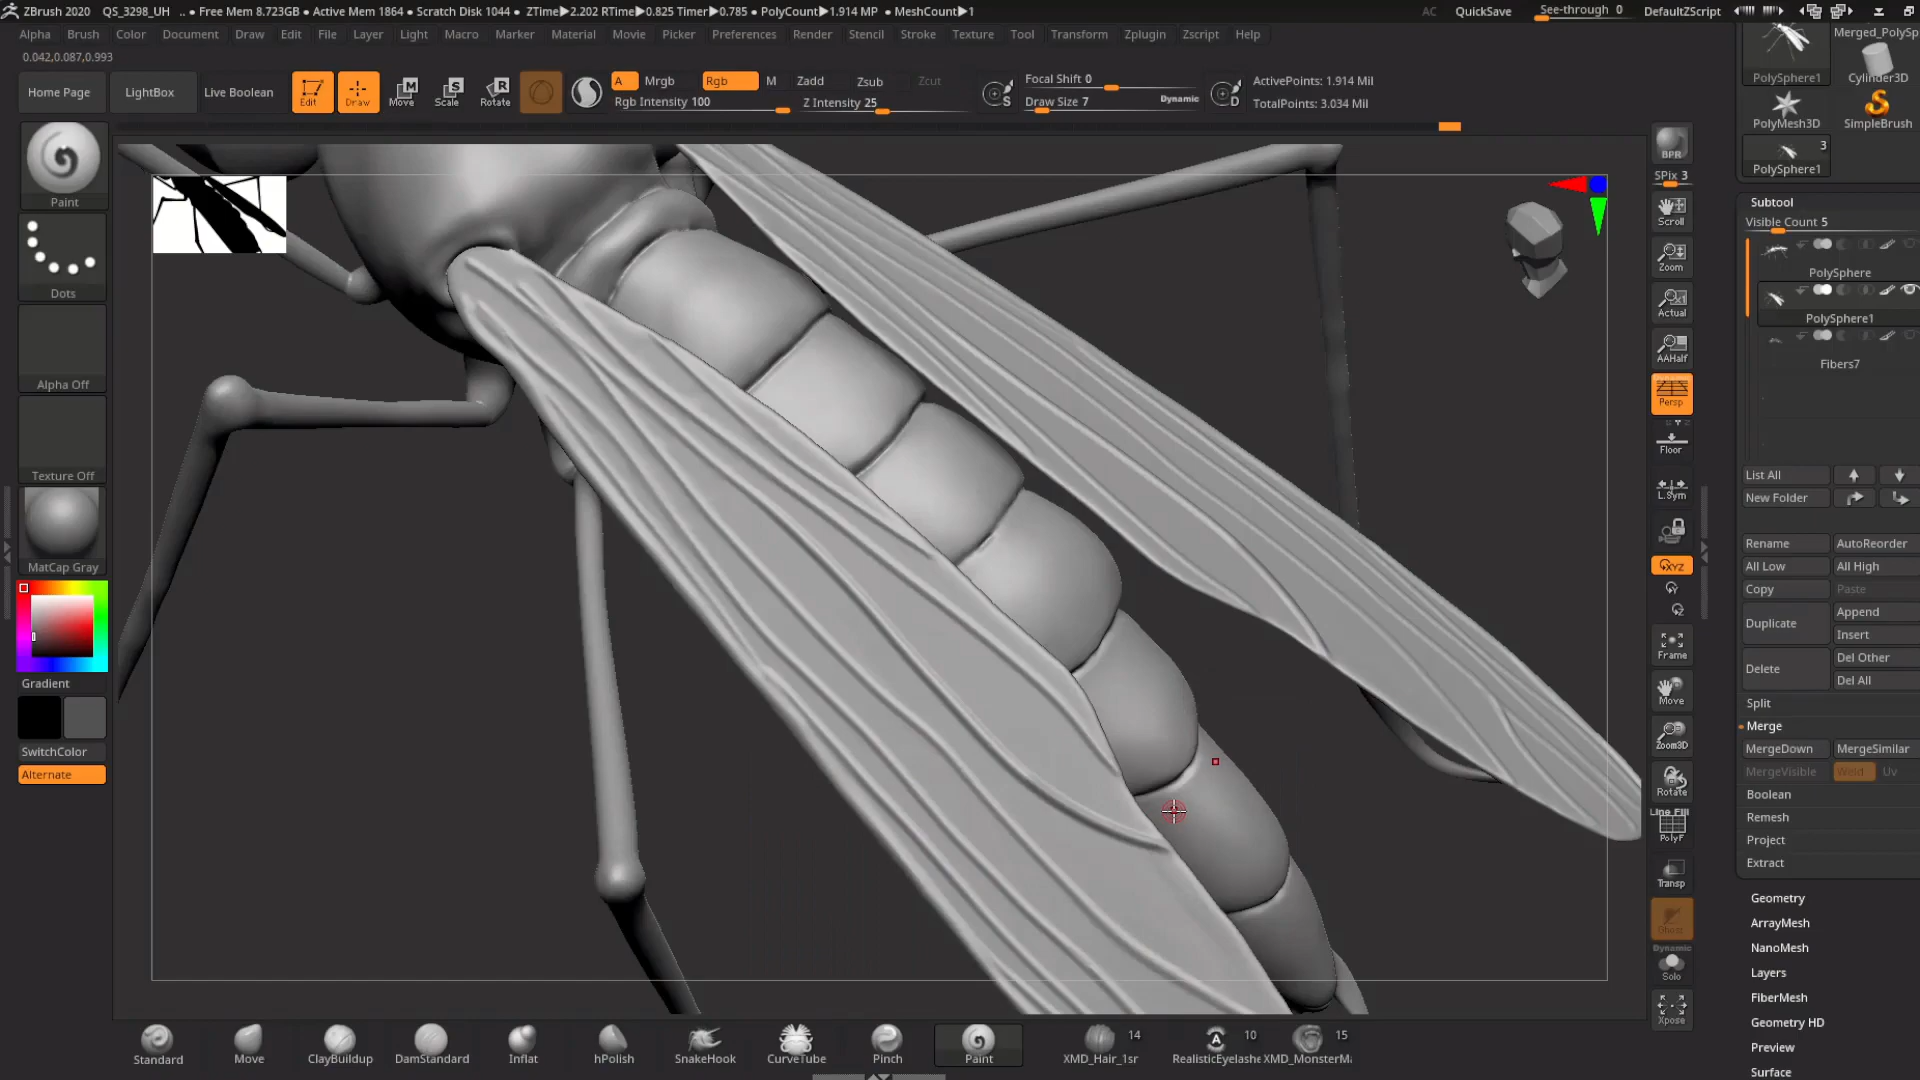 ZBrush 2020 QS_3298_UH .. • Free Mem 8.723GB • Active Mem 1864 • Scratch Disk 1044 • ZTime▶2.202 RTime▶0.825 Timer▶0.785 • PolyCount▶1.914 MP • MeshCount▶1
AC QuickSave See-through 0 DefaultZScript
Alpha Brush Color Document Draw Edit File Layer Light Macro Marker Material Movie Picker Preferences Render Stencil Stroke Texture Tool Transform Zplugin Zscript Help
0.042,0.087,0.993
Home Page
LightBox
Live Boolean
Edit
Draw
Move
Scale
Rotate
A Mrgb Rgb M Zadd Zsub Zcut
Rgb Intensity 100 Z Intensity 25
S
Focal Shift 0
Draw Size 7 Dynamic
D
ActivePoints: 1.914 Mil
TotalPoints: 3.034 Mil
Paint
Dots
Alpha Off
Texture Off
MatCap Gray
Gradient
SwitchColor
Alternate
BPR
SPix 3
Scroll
Zoom
Actual
AAHalf
Persp
Floor
L.Sym
XYZ
Frame
Move
Zoom3D
Rotate
Line Fill
PolyF
Transp
Ghost
Dynamic
Solo
Xpose
Merged_PolySp
PolySphere1 Cylinder3D
PolyMesh3D SimpleBrush
3
PolySphere1
Subtool
Visible Count 5
PolySphere
PolySphere1
Fibers7
List All
New Folder
Rename AutoReorder
All Low All High
Copy Paste
Duplicate Append
Insert
Delete Del Other
Del All
Split
Merge
MergeDown MergeSimilar
MergeVisible Weld Uv
Boolean
Remesh
Project
Extract
Geometry
ArrayMesh
NanoMesh
Layers
FiberMesh
Geometry HD
Preview
Surface
Standard Move ClayBuildup DamStandard Inflat hPolish SnakeHook CurveTube Pinch Paint
14 10 15
XMD_Hair_1sr RealisticEyelashe XMD_MonsterMa